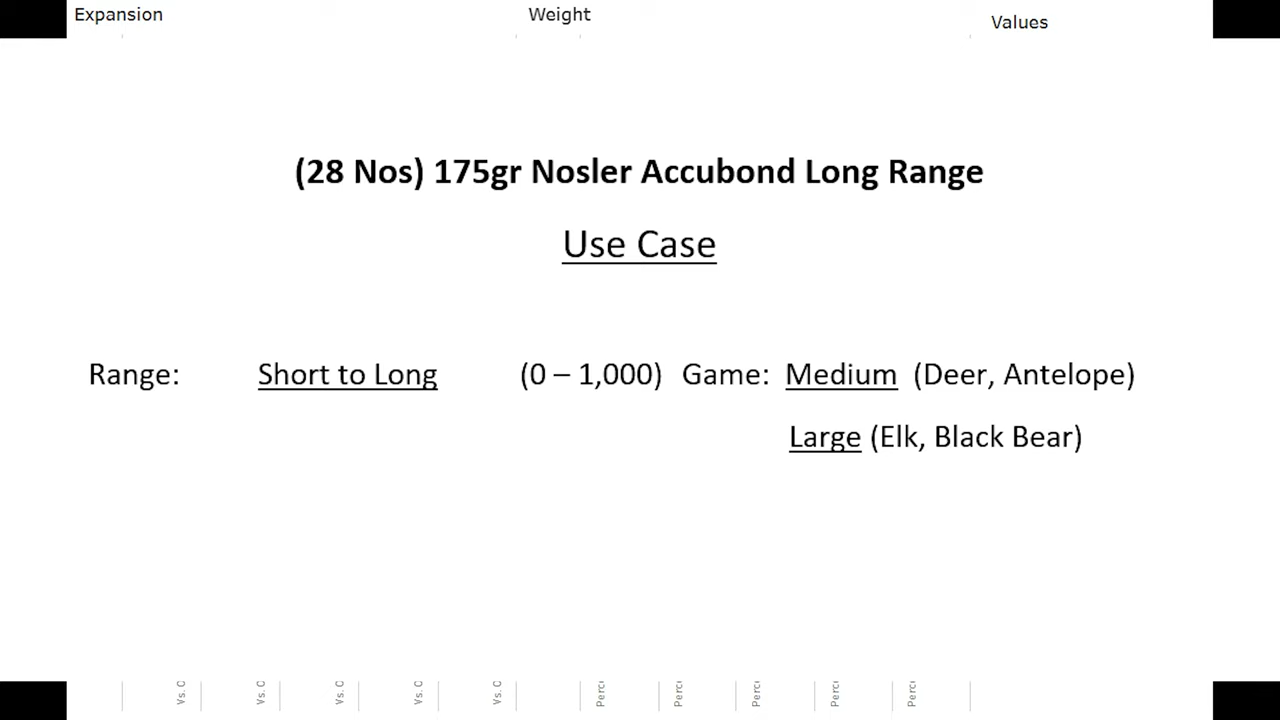 Expansion
Weight
Values
(28 Nos) 175gr Nosler Accubond Long Range
Use Case
Range: Short to Long (0 – 1,000) Game: Medium (Deer, Antelope)
Large (Elk, Black Bear)